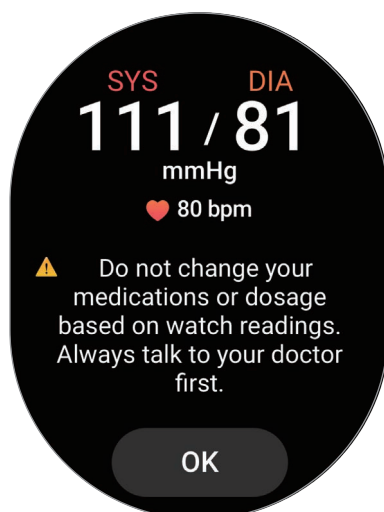 SYS DIA
111 / 81
mmHg
80 bpm
Do not change your
medications or dosage
based on watch readings.
Always talk to your doctor
first.
OK